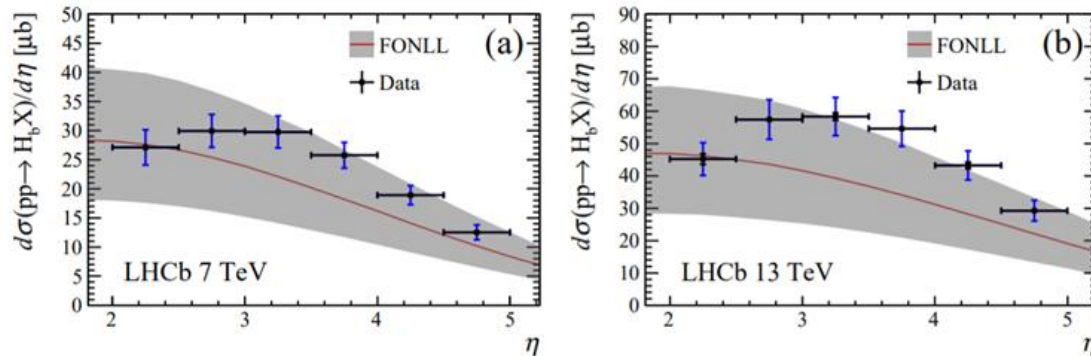 dσ(pp→ H_bX)/dη [μb]
50
45
40
35
30
25
20
15
10
5
0
(a)
FONLL
Data
LHCb 7 TeV
2 3 4 5
η
dσ(pp→ H_bX)/dη [μb]
90
80
70
60
50
40
30
20
10
0
(b)
FONLL
Data
LHCb 13 TeV
2 3 4 5